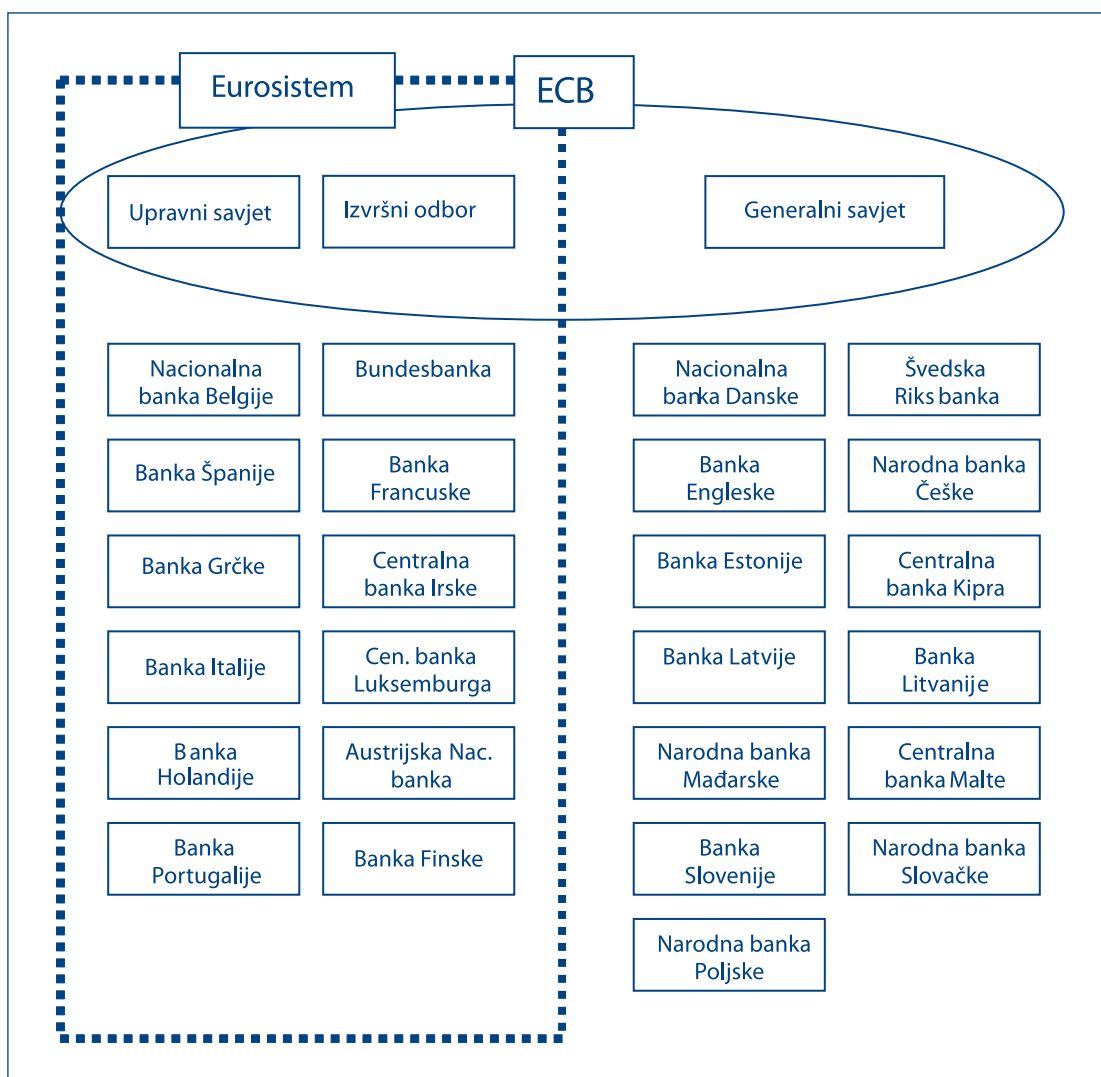 Eurosistem
ECB
Upravni savjet
Izvršni odbor
Generalni savjet
Nacionalna
banka Belgije
Bundesbanka
Nacionalna
banka Danske
Švedska
Riks banka
Banka Španije
Banka
Francuske
Banka
Engleske
Narodna banka
Češke
Banka Grčke
Centralna
banka Irske
Banka Estonije
Centralna
banka Kipra
Banka Italije
Cen. banka
Luksemburga
Banka Latvije
Banka
Litvanije
Banka
Holandije
Austrijska Nac.
banka
Narodna banka
Mađarske
Centralna
banka Malte
Banka
Portugalije
Banka Finske
Banka
Slovenije
Narodna banka
Slovačke
Narodna banka
Poljske